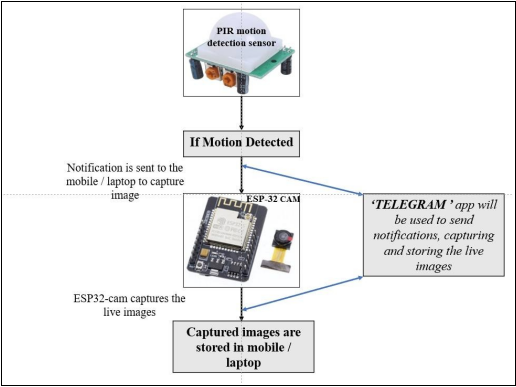 PIR motion
detection sensor
If Motion Detected
Notification is sent to the
mobile / laptop to capture
image
ESP-32 CAM
‘TELEGRAM ’ app will
be used to send
notifications, capturing
and storing the live
images
ESP32-cam captures the
live images
Captured images are
stored in mobile /
laptop